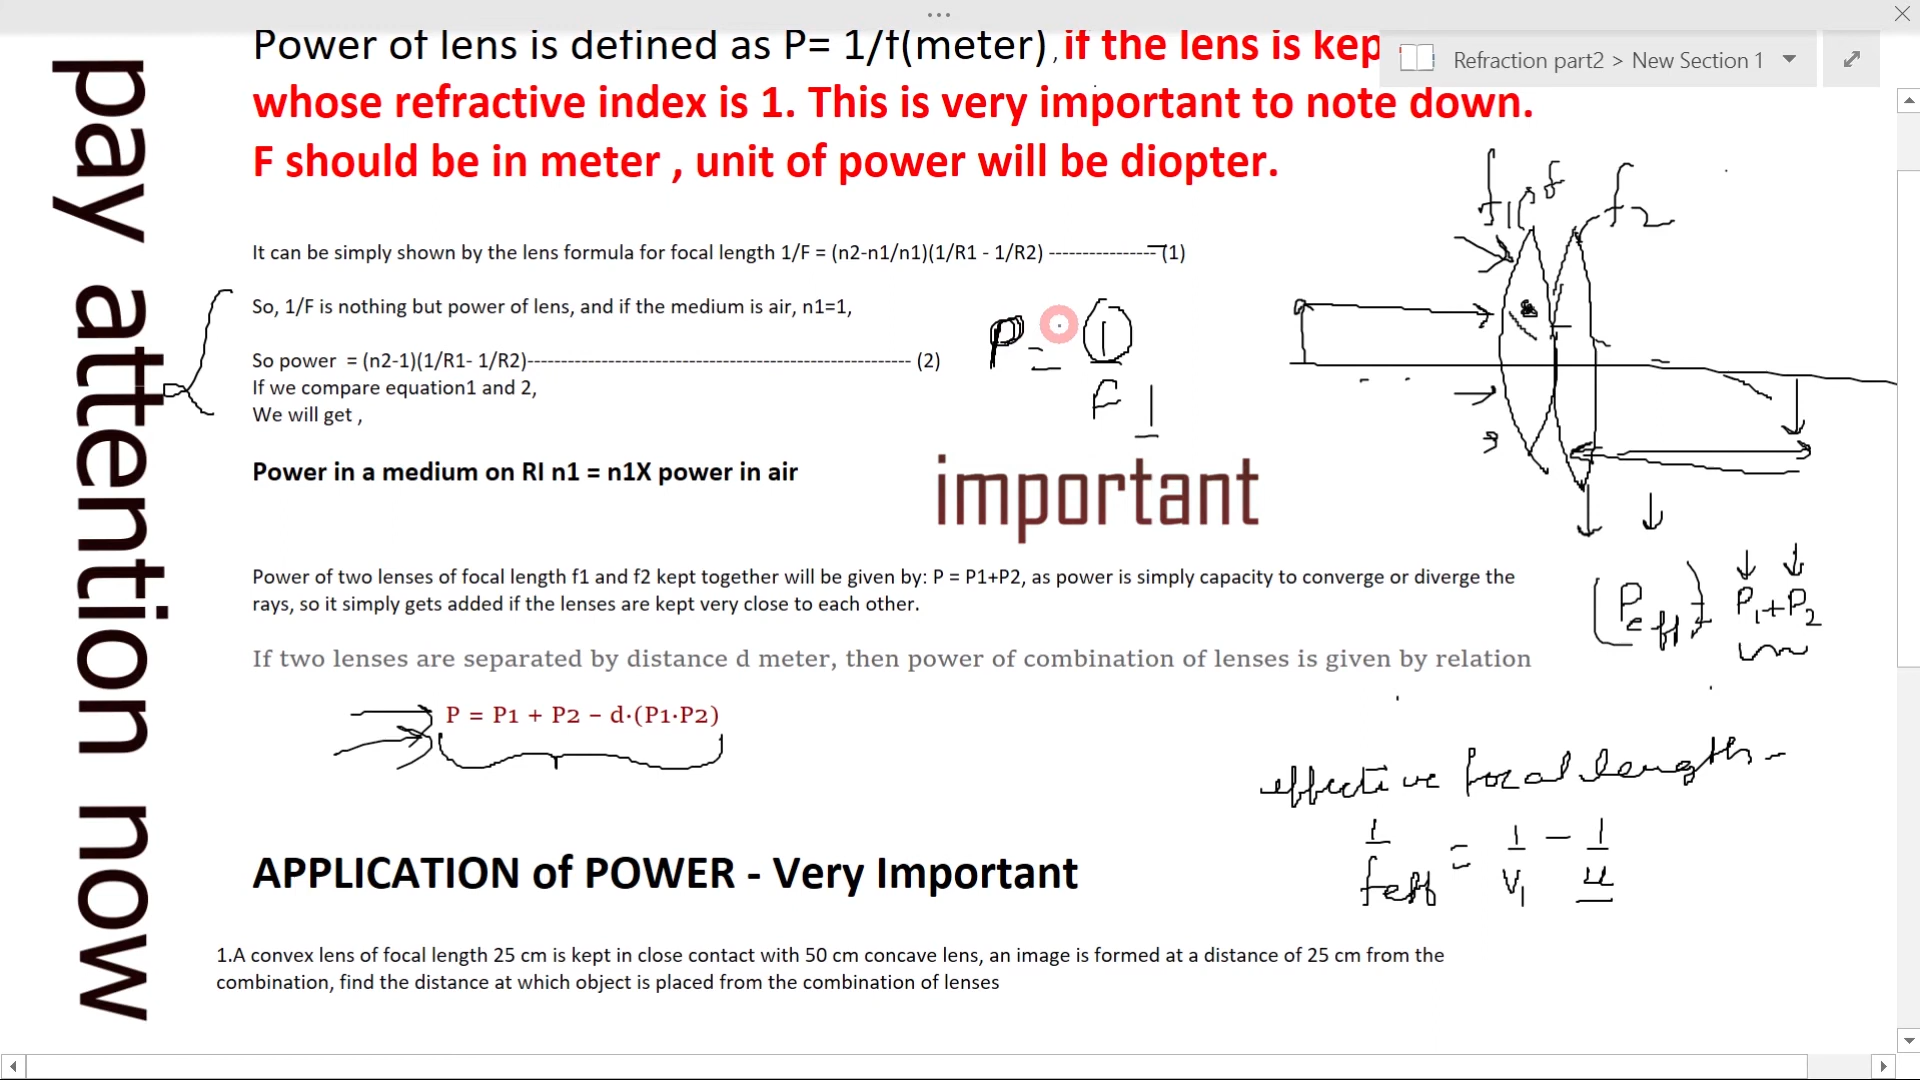 Power of lens is defined as P= 1/f(meter), if the lens is kep
whose refractive index is 1. This is very important to note down.
F should be in meter , unit of power will be diopter.
Refraction part2 > New Section 1
pay attention now
It can be simply shown by the lens formula for focal length 1/F = (n2-n1/n1)(1/R1 - 1/R2) ---------------- (1)
So, 1/F is nothing but power of lens, and if the medium is air, n1=1,
So power = (n2-1)(1/R1- 1/R2)---------------------------------------------------------- (2)
If we compare equation1 and 2,
We will get ,
P = 1
F 1
f1 f f2
Power in a medium on RI n1 = n1X power in air
important
Power of two lenses of focal length f1 and f2 kept together will be given by: P = P1+P2, as power is simply capacity to converge or diverge the
rays, so it simply gets added if the lenses are kept very close to each other.
(Peff) = P1+P2
If two lenses are separated by distance d meter, then power of combination of lenses is given by relation
P = P1 + P2 – d·(P1·P2)
effective focal length -
1/feff = 1/V1 - 1/u
APPLICATION of POWER - Very Important
1.A convex lens of focal length 25 cm is kept in close contact with 50 cm concave lens, an image is formed at a distance of 25 cm from the
combination, find the distance at which object is placed from the combination of lenses